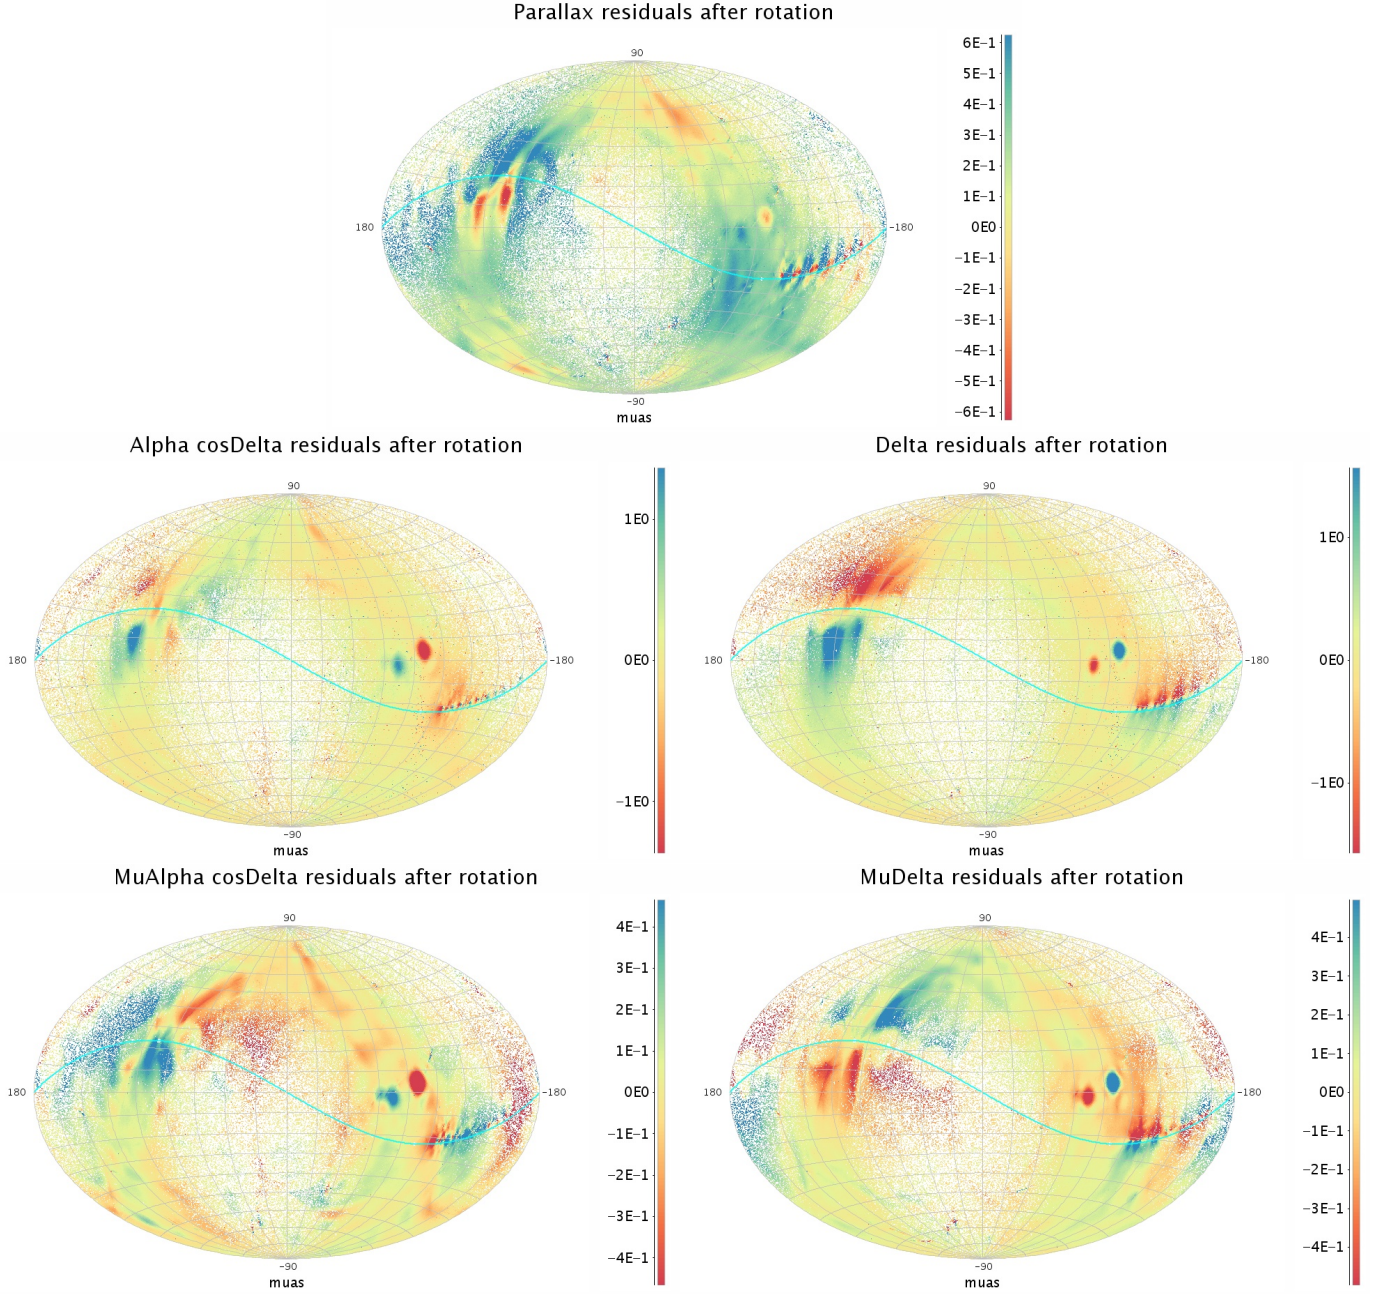 Parallax residuals after rotation
90
180
−180
−90
muas
6E−1
5E−1
4E−1
3E−1
2E−1
1E−1
0E0
−1E−1
−2E−1
−3E−1
−4E−1
−5E−1
−6E−1
Alpha cosDelta residuals after rotation
90
180
−180
−90
muas
1E0
0E0
−1E0
Delta residuals after rotation
90
180
−180
−90
muas
1E0
0E0
−1E0
MuAlpha cosDelta residuals after rotation
90
180
−180
−90
muas
4E−1
3E−1
2E−1
1E−1
0E0
−1E−1
−2E−1
−3E−1
−4E−1
MuDelta residuals after rotation
90
180
−180
−90
muas
4E−1
3E−1
2E−1
1E−1
0E0
−1E−1
−2E−1
−3E−1
−4E−1